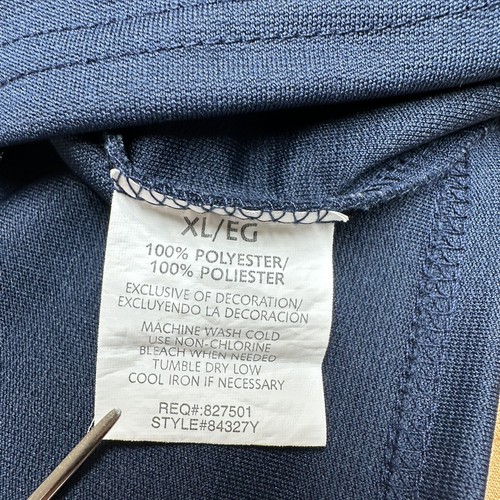 XL/EG
100% POLYESTER/
100% POLIESTER
EXCLUSIVE OF DECORATION/
EXCLUYENDO LA DECORACIÓN
MACHINE WASH COLD
USE NON-CHLORINE
BLEACH WHEN NEEDED
TUMBLE DRY LOW
COOL IRON IF NECESSARY
REQ#:827501
STYLE#84327Y